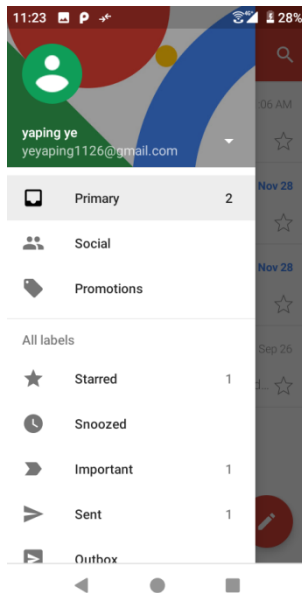 11:23 28%
yaping ye
yeyaping1126@gmail.com
:06 AM
Primary 2
Nov 28
Social
Nov 28
Promotions
All labels
Sep 26
Starred 1
d...
Snoozed
Important 1
Sent 1
Outbox